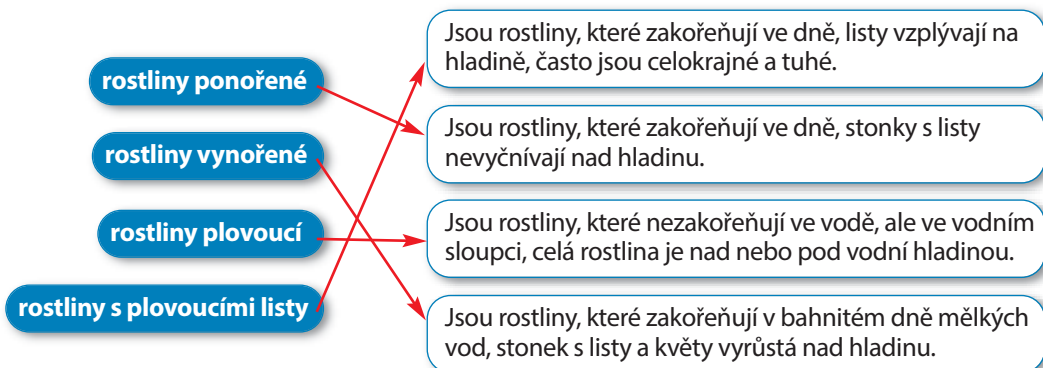 rostliny ponořené
rostliny vynořené
rostliny plovoucí
rostliny s plovoucími listy
Jsou rostliny, které zakořeňují ve dně, listy vzplývají na
hladině, často jsou celokrajné a tuhé.
Jsou rostliny, které zakořeňují ve dně, stonky s listy
nevyčnívají nad hladinu.
Jsou rostliny, které nezakořeňují ve vodě, ale ve vodním
sloupci, celá rostlina je nad nebo pod vodní hladinou.
Jsou rostliny, které zakořeňují v bahnitém dně mělkých
vod, stonek s listy a květy vyrůstá nad hladinu.